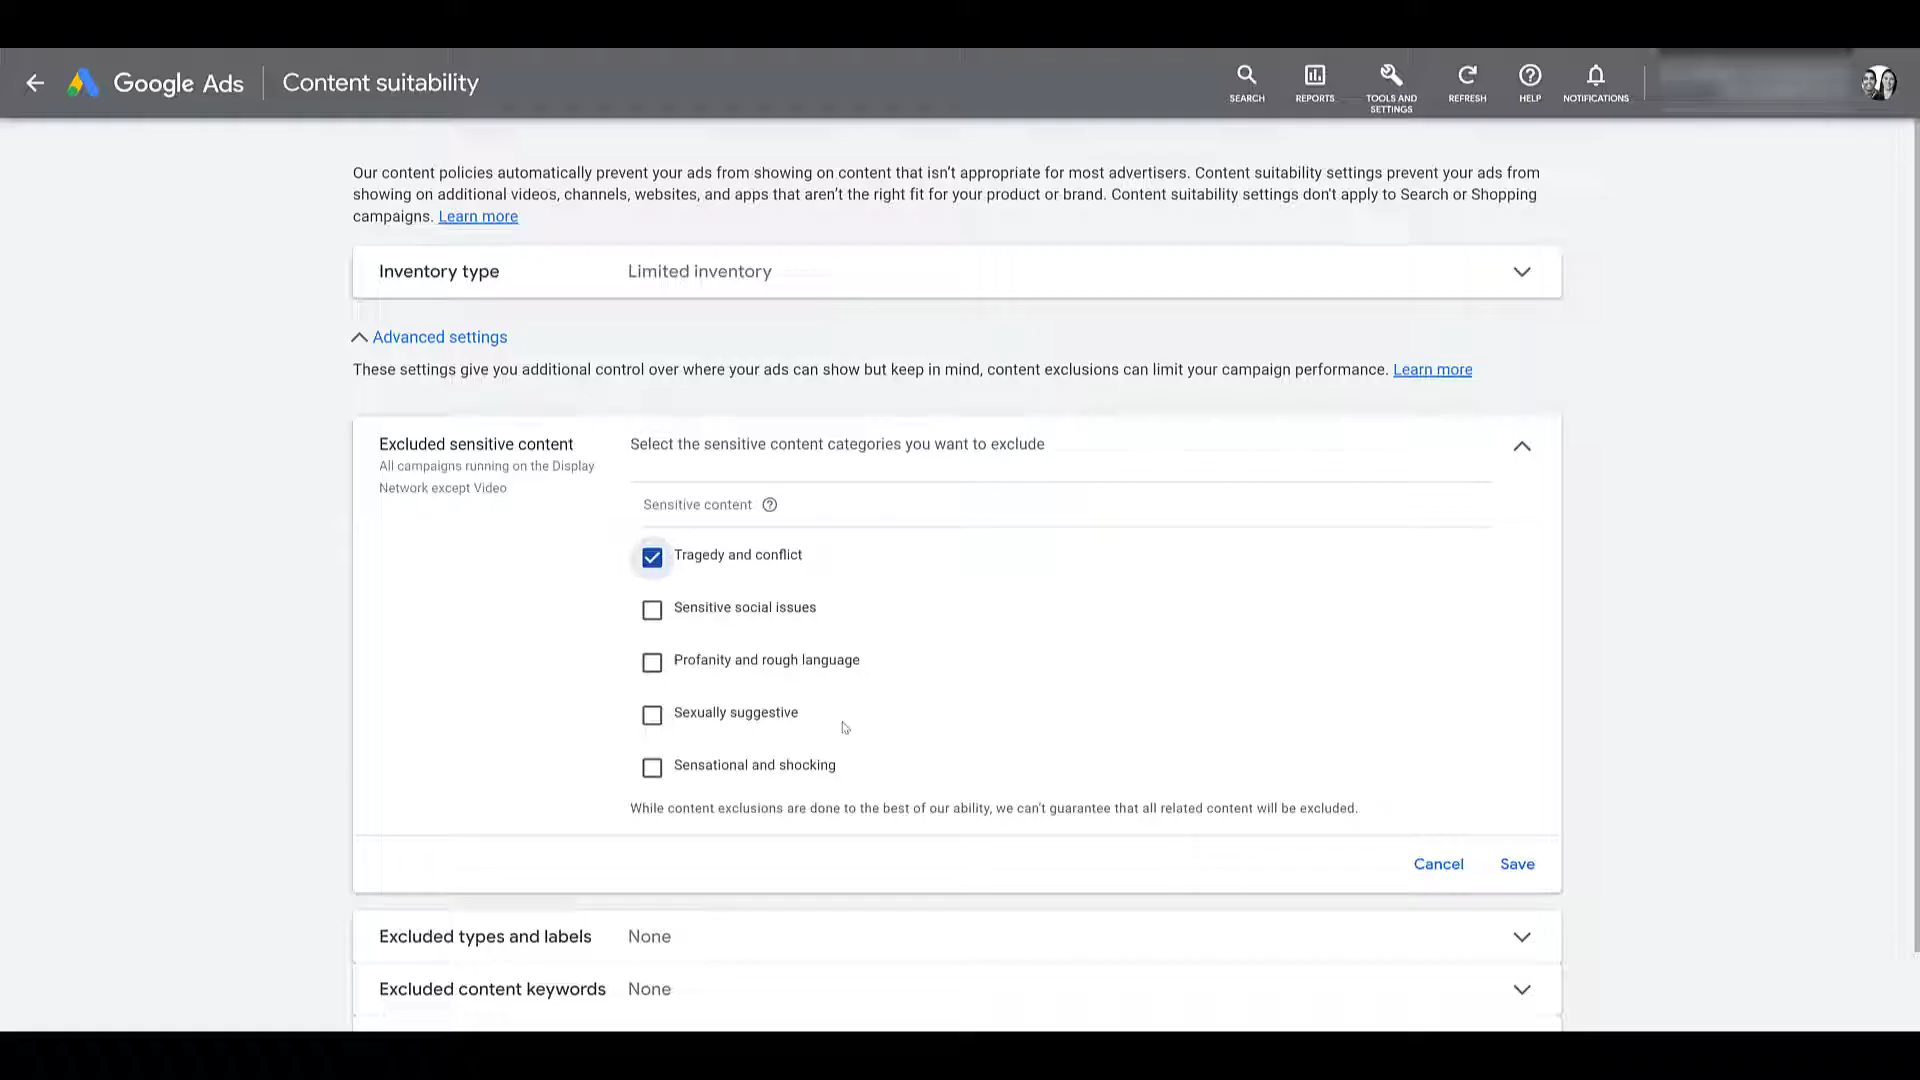 Google Ads
Content suitability
SEARCH
REPORTS
TOOLS AND
SETTINGS
REFRESH
HELP
NOTIFICATIONS
Our content policies automatically prevent your ads from showing on content that isn't appropriate for most advertisers. Content suitability settings prevent your ads from
showing on additional videos, channels, websites, and apps that aren't the right fit for your product or brand. Content suitability settings don't apply to Search or Shopping
campaigns. Learn more
Inventory type
Limited inventory
Advanced settings
These settings give you additional control over where your ads can show but keep in mind, content exclusions can limit your campaign performance. Learn more
Excluded sensitive content
All campaigns running on the Display
Network except Video
Select the sensitive content categories you want to exclude
Sensitive content
Tragedy and conflict
Sensitive social issues
Profanity and rough language
Sexually suggestive
Sensational and shocking
While content exclusions are done to the best of our ability, we can't guarantee that all related content will be excluded.
Cancel
Save
Excluded types and labels
None
Excluded content keywords
None